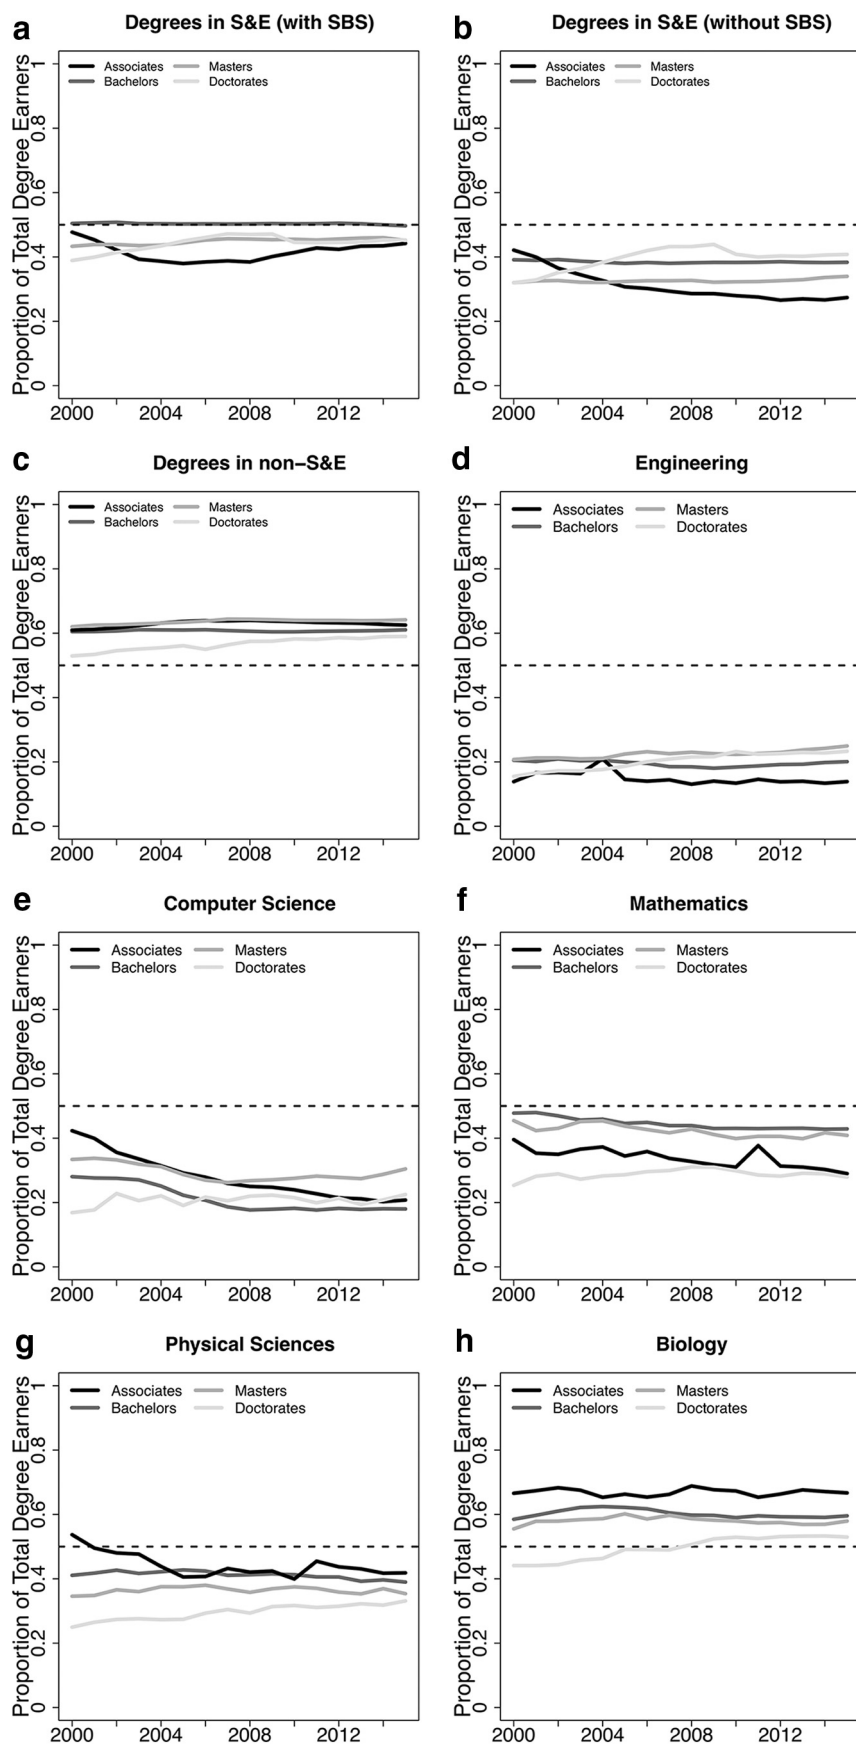 a
Degrees in S&E (with SBS)
Proportion of Total Degree Earners
0 0.2 0.4 0.6 0.8 1
Associates Masters
Bachelors Doctorates
2000 2004 2008 2012
b
Degrees in S&E (without SBS)
Proportion of Total Degree Earners
0 0.2 0.4 0.6 0.8 1
Associates Masters
Bachelors Doctorates
2000 2004 2008 2012
c
Degrees in non−S&E
Proportion of Total Degree Earners
0 0.2 0.4 0.6 0.8 1
Associates Masters
Bachelors Doctorates
2000 2004 2008 2012
d
Engineering
Proportion of Total Degree Earners
0 0.2 0.4 0.6 0.8 1
Associates Masters
Bachelors Doctorates
2000 2004 2008 2012
e
Computer Science
Proportion of Total Degree Earners
0 0.2 0.4 0.6 0.8 1
Associates Masters
Bachelors Doctorates
2000 2004 2008 2012
f
Mathematics
Proportion of Total Degree Earners
0 0.2 0.4 0.6 0.8 1
Associates Masters
Bachelors Doctorates
2000 2004 2008 2012
g
Physical Sciences
Proportion of Total Degree Earners
0 0.2 0.4 0.6 0.8 1
Associates Masters
Bachelors Doctorates
2000 2004 2008 2012
h
Biology
Proportion of Total Degree Earners
0 0.2 0.4 0.6 0.8 1
Associates Masters
Bachelors Doctorates
2000 2004 2008 2012